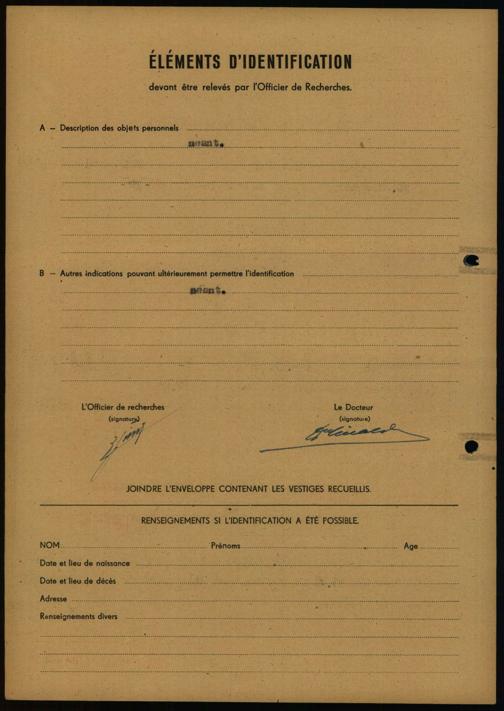 ÉLÉMENTS D'IDENTIFICATION
devant être relevés par l'Officier de Recherches.
A — Description des objets personnels
néant.
B — Autres indications pouvant ultérieurement permettre l'identification
néant.
L'Officier de recherches Le Docteur
(signature) (signature)
JOINDRE L'ENVELOPPE CONTENANT LES VESTIGES RECUEILLIS.
RENSEIGNEMENTS SI L'IDENTIFICATION A ÉTÉ POSSIBLE.
NOM Prénoms Age
Date et lieu de naissance
Date et lieu de décès
Adresse
Renseignements divers